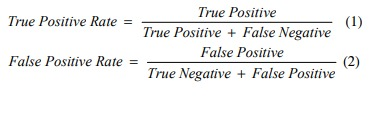 True Positive Rate = True Positive / True Positive + False Negative (1)
False Positive Rate = False Positive / True Negative + False Positive (2)